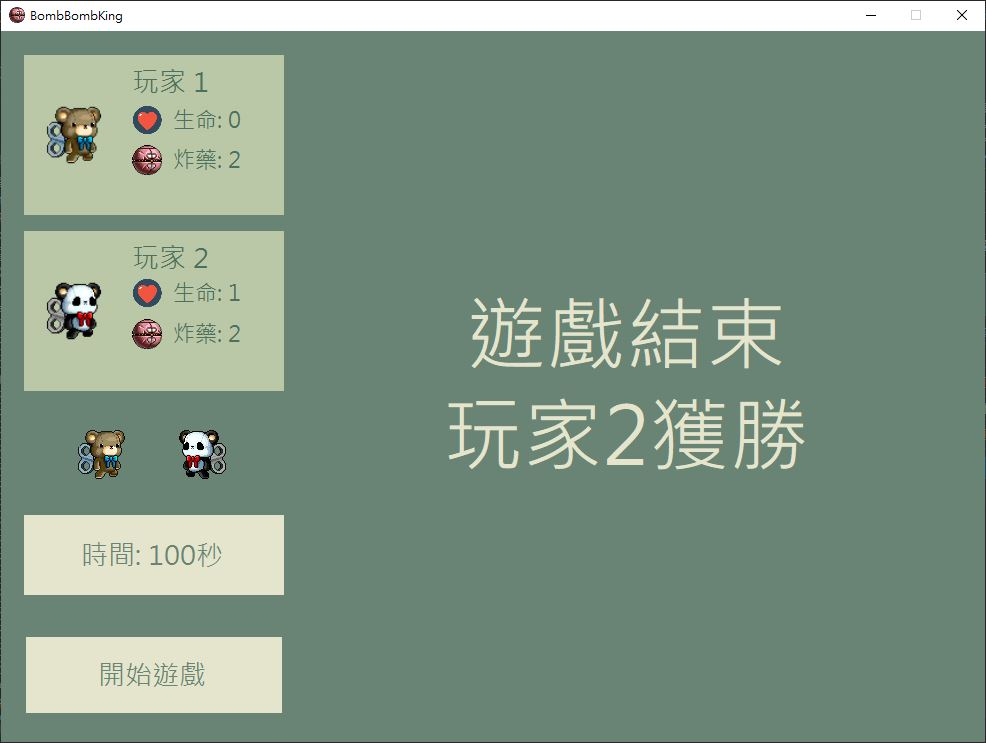 BombBombKing
玩家 1
生命: 0
炸藥: 2
玩家 2
生命: 1
炸藥: 2
時間: 100秒
開始遊戲
遊戲結束
玩家2獲勝